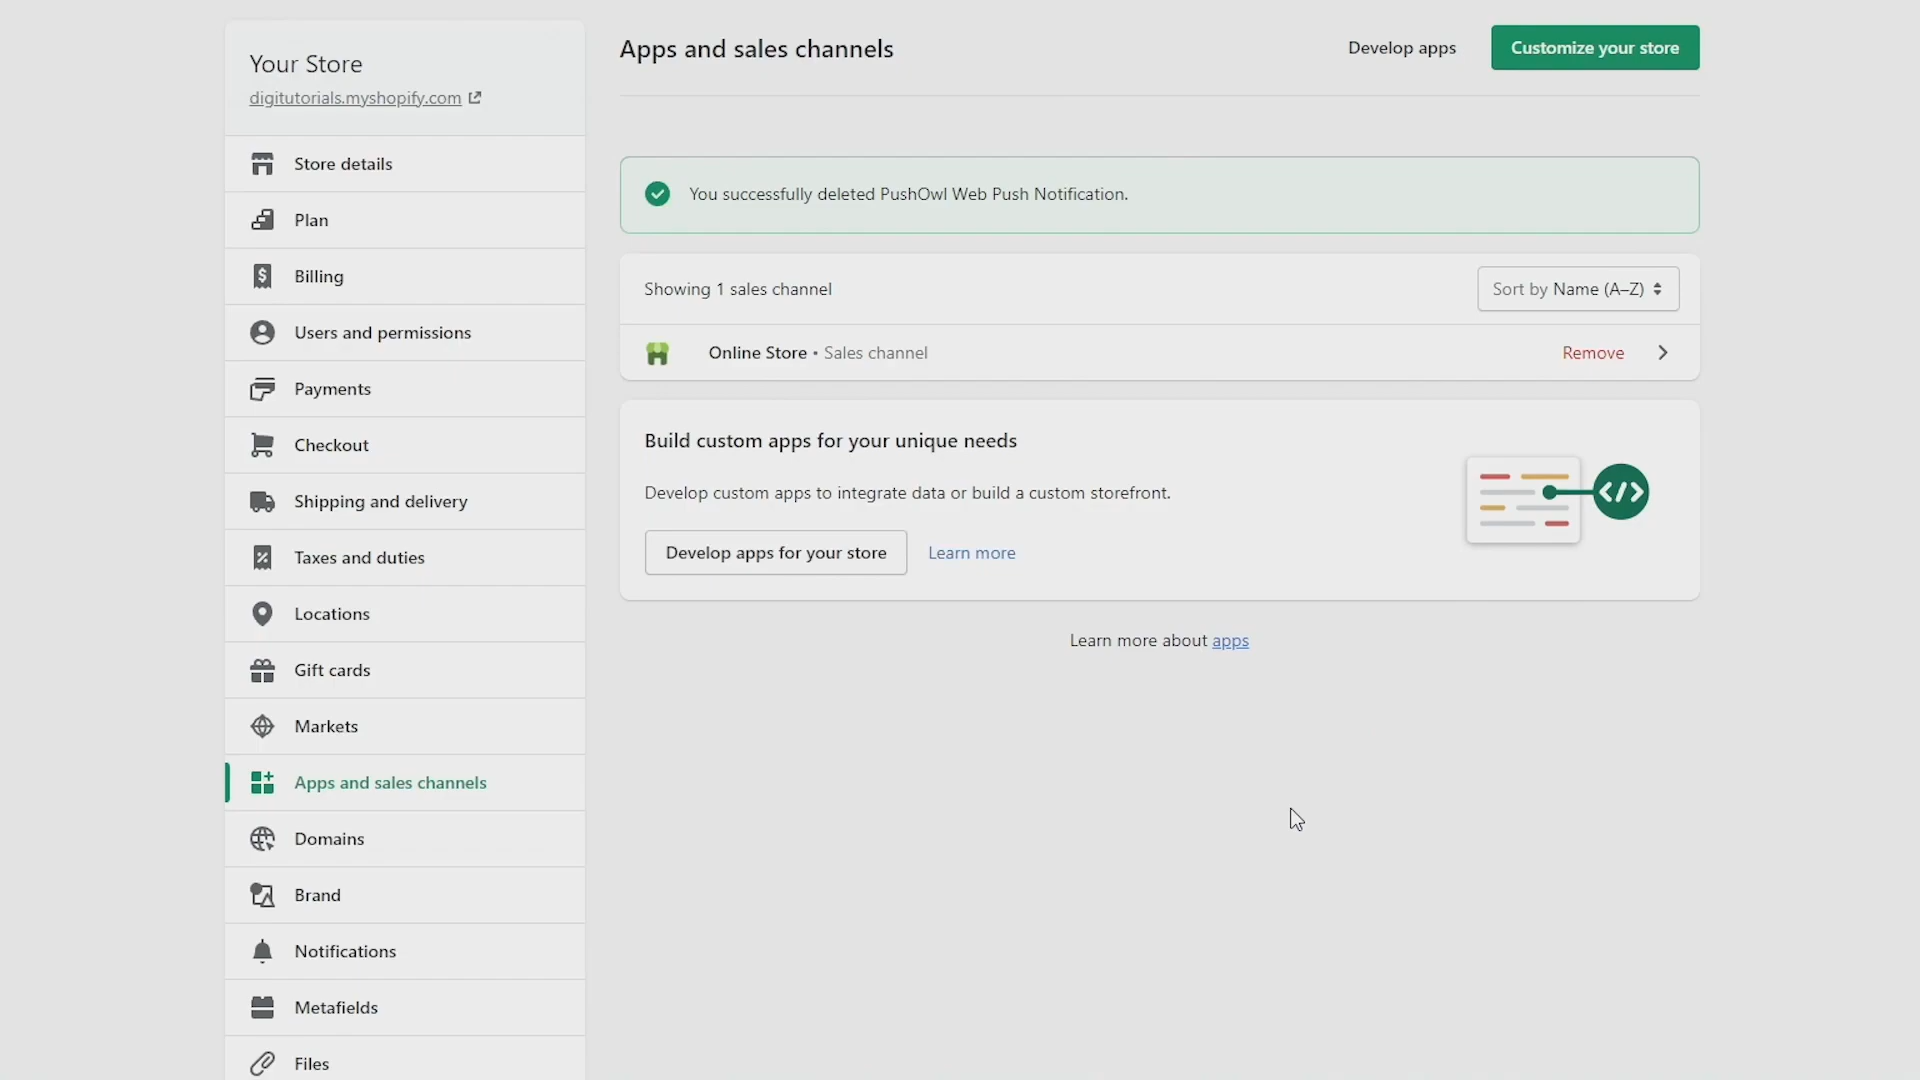 Your Store
digitutorials.myshopify.com
Store details
Plan
Billing
Users and permissions
Payments
Checkout
Shipping and delivery
Taxes and duties
Locations
Gift cards
Markets
Apps and sales channels
Domains
Brand
Notifications
Metafields
Files
Apps and sales channels
Develop apps
Customize your store
You successfully deleted PushOwl Web Push Notification.
Showing 1 sales channel
Sort by Name (A–Z)
Online Store • Sales channel
Remove
Build custom apps for your unique needs
Develop custom apps to integrate data or build a custom storefront.
Develop apps for your store
Learn more
Learn more about apps